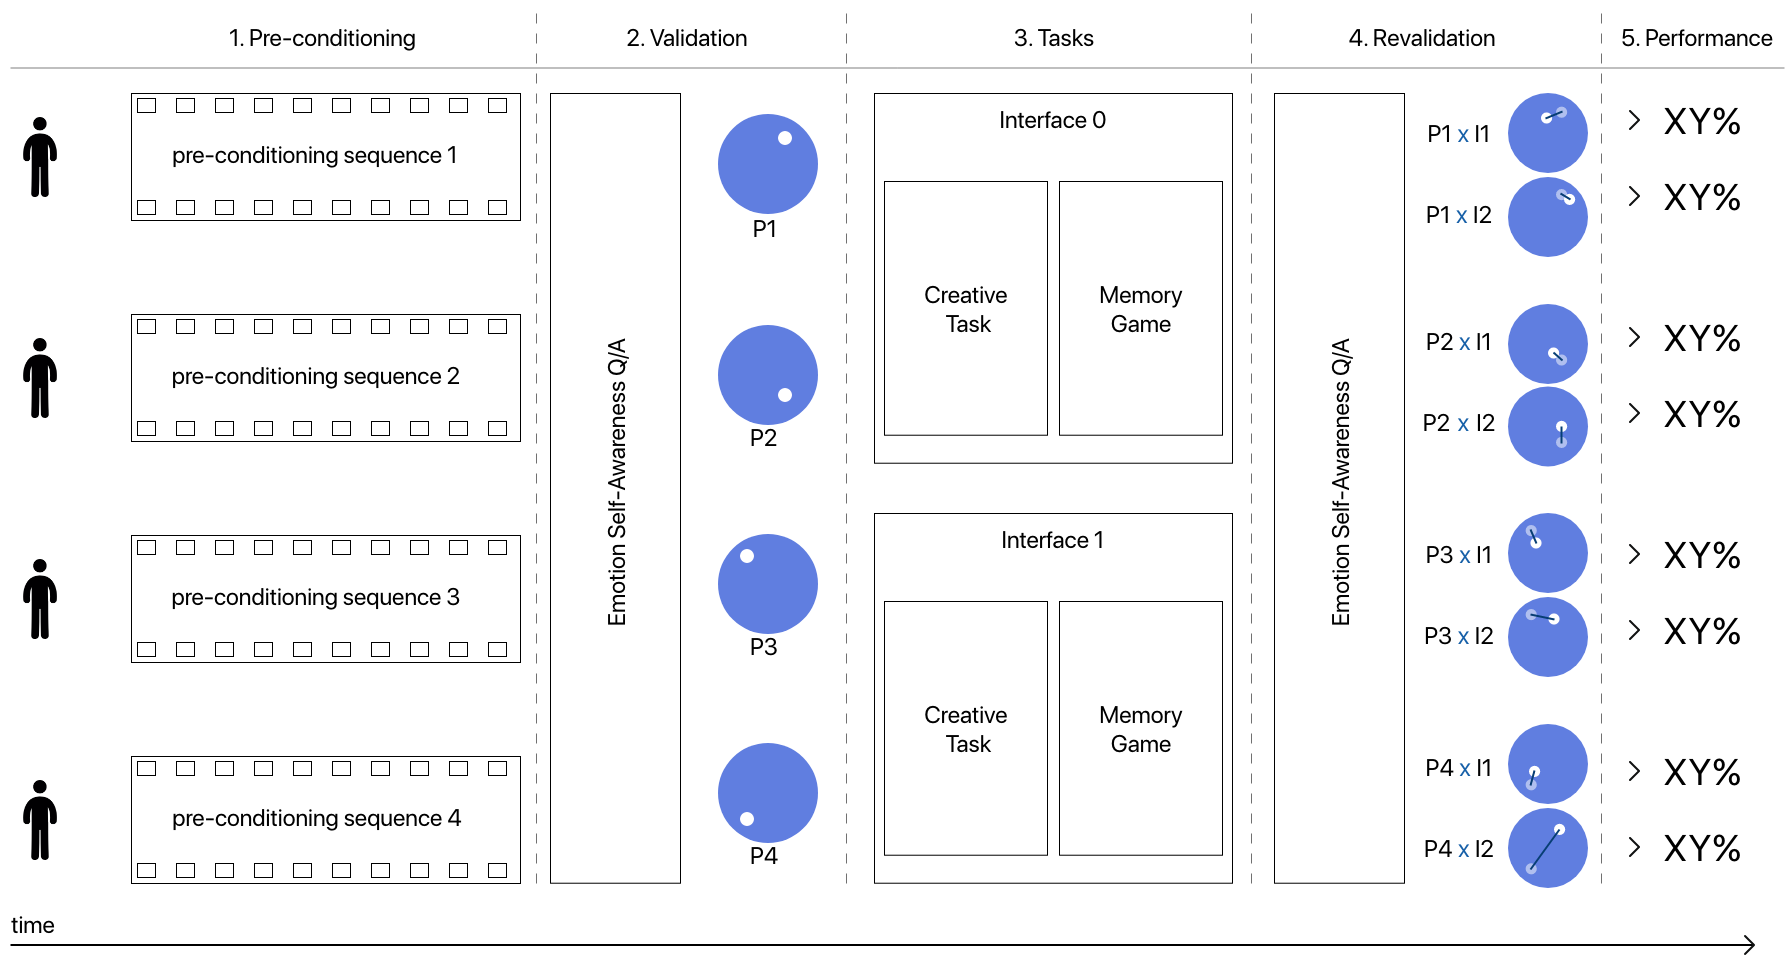 1. Pre-conditioning
2. Validation
3. Tasks
4. Revalidation
5. Performance
pre-conditioning sequence 1
pre-conditioning sequence 2
pre-conditioning sequence 3
pre-conditioning sequence 4
Emotion Self-Awareness Q/A
P1
P2
P3
P4
Interface 0
Creative
Task
Memory
Game
Interface 1
Creative
Task
Memory
Game
Emotion Self-Awareness Q/A
P1 x I1
P1 x I2
P2 x I1
P2 x I2
P3 x I1
P3 x I2
P4 x I1
P4 x I2
> XY%
> XY%
> XY%
> XY%
> XY%
> XY%
> XY%
> XY%
time